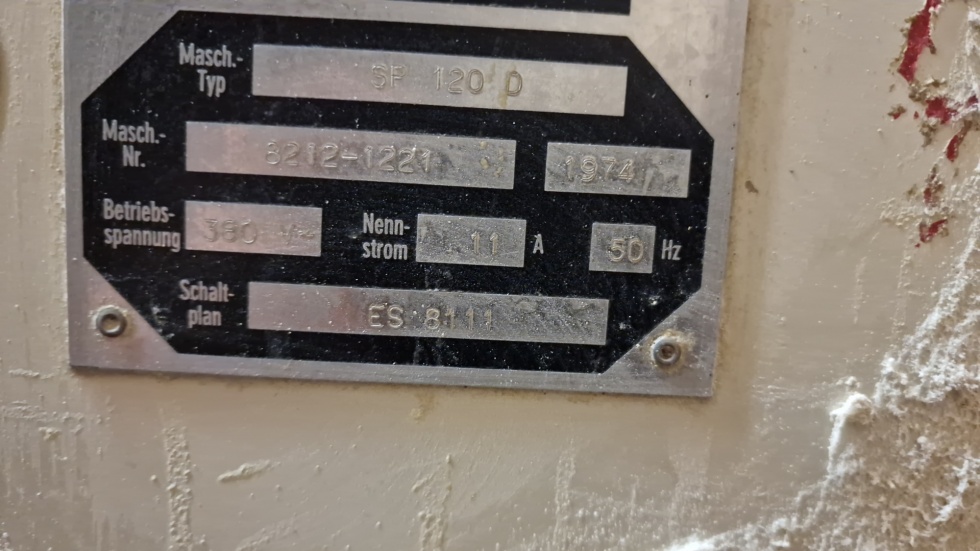 Masch.-Typ SP 120 D
Masch.-Nr. 8212-1221 1974
Betriebs-spannung 380 V~ Nenn-strom 11 A 50 Hz
Schalt-plan ES 8111